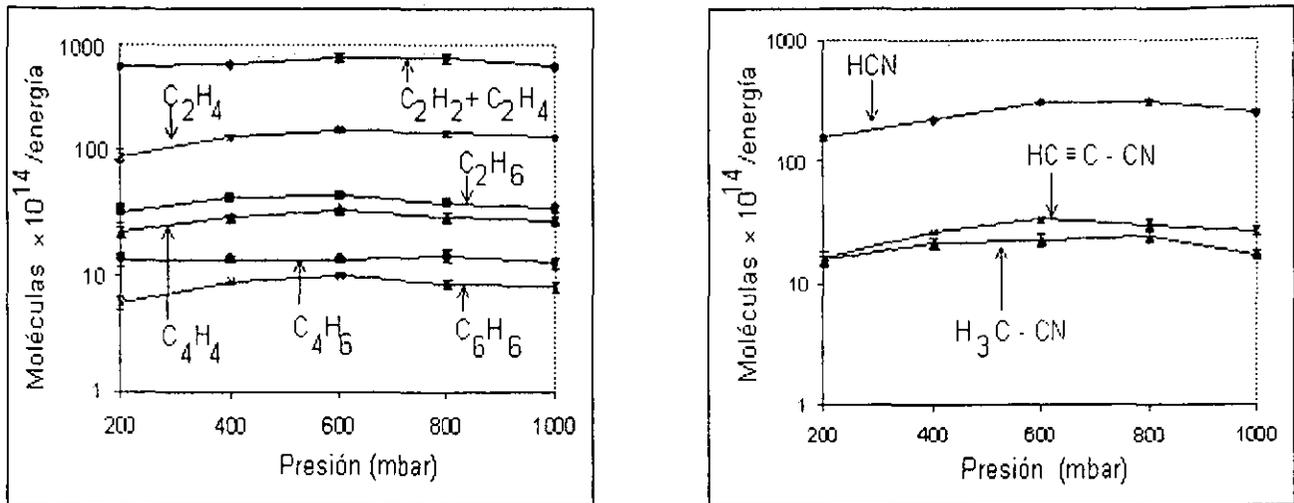 Moléculas × 10¹⁴ /energía
1000
100
10
1
C₂H₄
C₂H₂ + C₂H₄
C₂H₆
C₄H₄
C₄H₆
C₆H₆
200 400 600 800 1000
Presión (mbar)
Moléculas × 10¹⁴ /energía
1000
100
10
1
HCN
HC ≡ C - CN
H₃C - CN
200 400 600 800 1000
Presión (mbar)